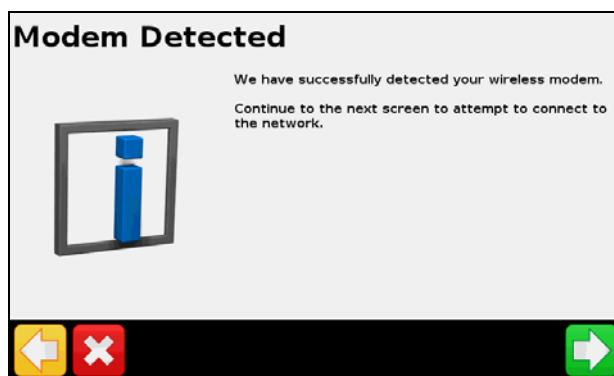 Modem Detected
We have successfully detected your wireless modem.
Continue to the next screen to attempt to connect to
the network.